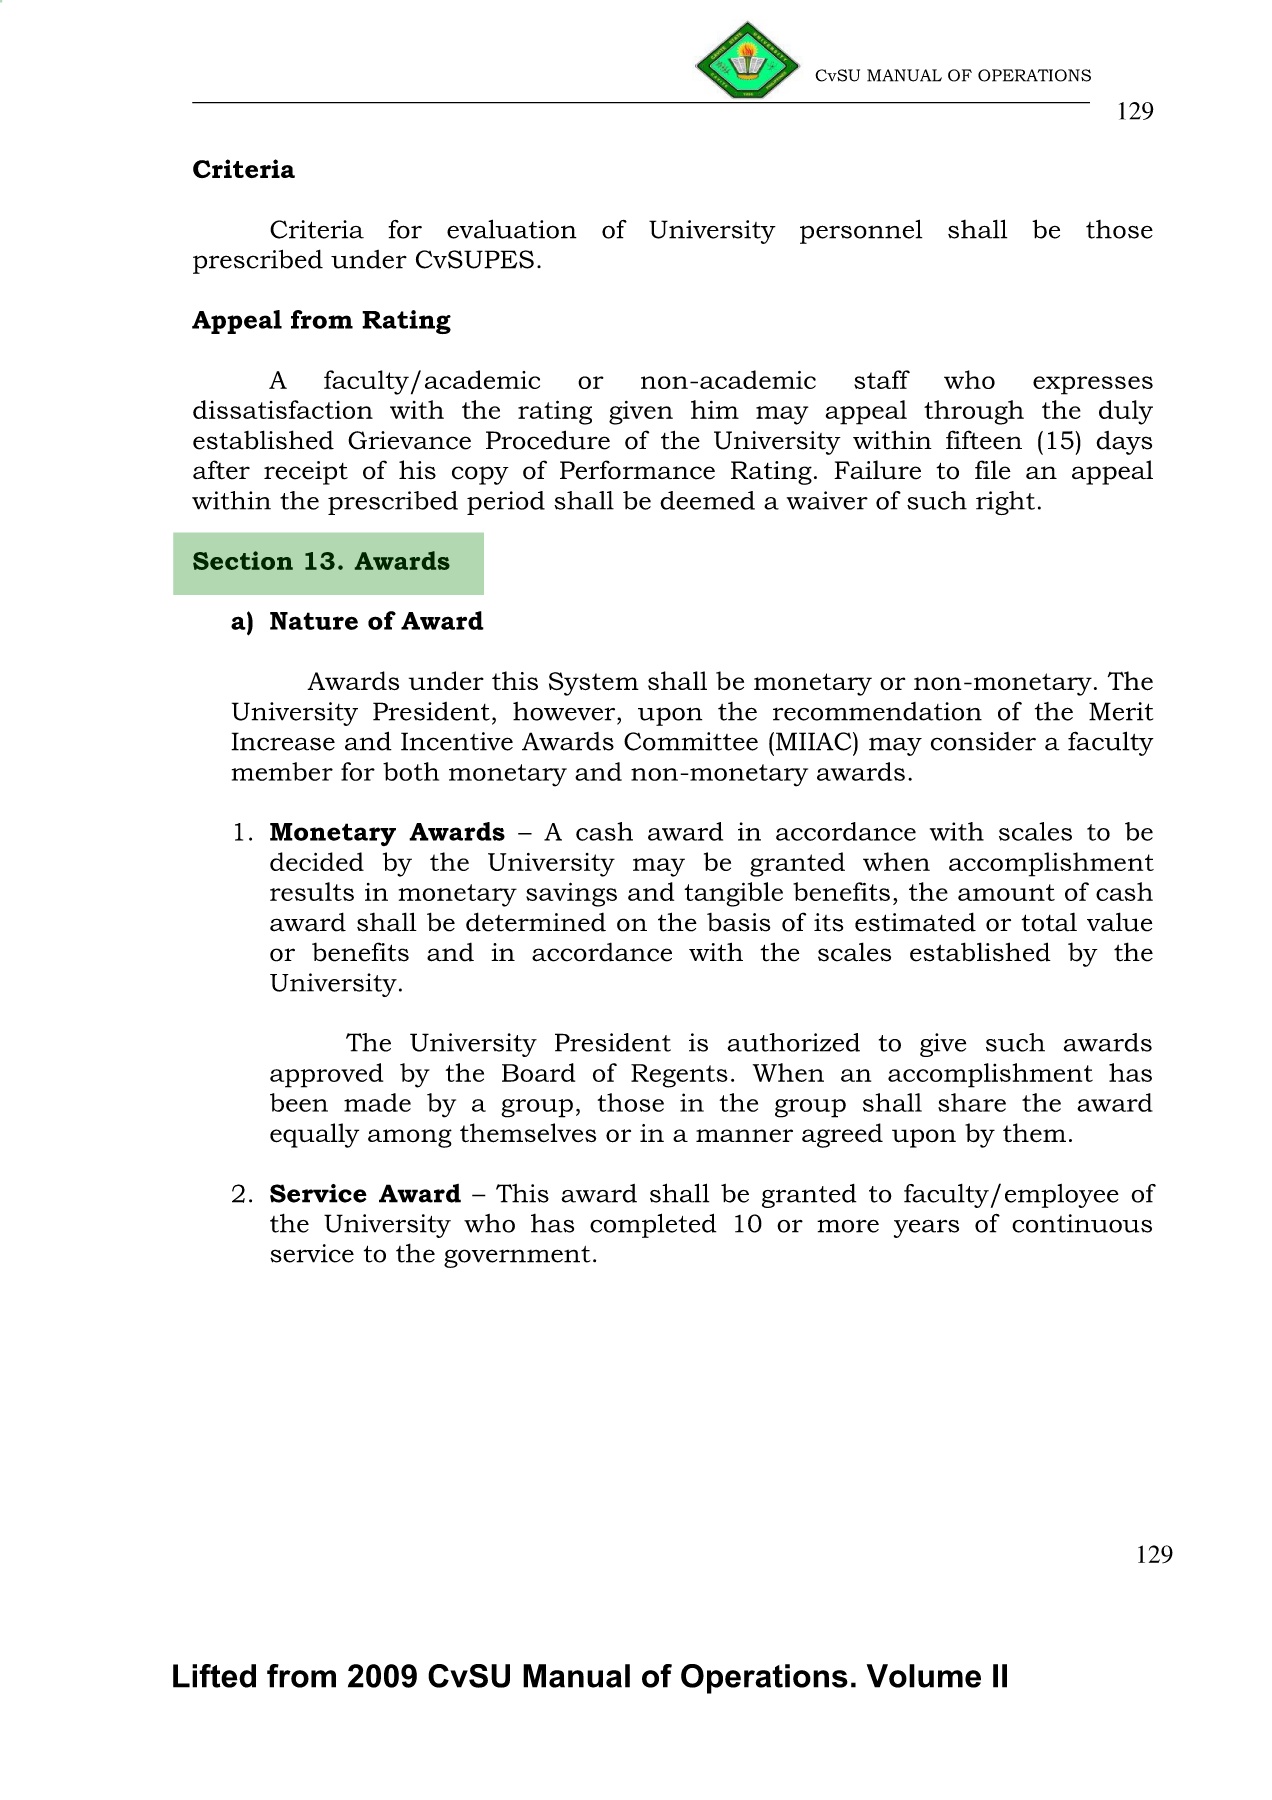 CvSU MANUAL OF OPERATIONS
129
Criteria
Criteria for evaluation of University personnel shall be those
prescribed under CvSUPES.
Appeal from Rating
A faculty/academic or non-academic staff who expresses
dissatisfaction with the rating given him may appeal through the duly
established Grievance Procedure of the University within fifteen (15) days
after receipt of his copy of Performance Rating. Failure to file an appeal
within the prescribed period shall be deemed a waiver of such right.
Section 13. Awards
a) Nature of Award
Awards under this System shall be monetary or non-monetary. The
University President, however, upon the recommendation of the Merit
Increase and Incentive Awards Committee (MIIAC) may consider a faculty
member for both monetary and non-monetary awards.
1. Monetary Awards – A cash award in accordance with scales to be
decided by the University may be granted when accomplishment
results in monetary savings and tangible benefits, the amount of cash
award shall be determined on the basis of its estimated or total value
or benefits and in accordance with the scales established by the
University.
The University President is authorized to give such awards
approved by the Board of Regents. When an accomplishment has
been made by a group, those in the group shall share the award
equally among themselves or in a manner agreed upon by them.
2. Service Award – This award shall be granted to faculty/employee of
the University who has completed 10 or more years of continuous
service to the government.
129
Lifted from 2009 CvSU Manual of Operations. Volume II